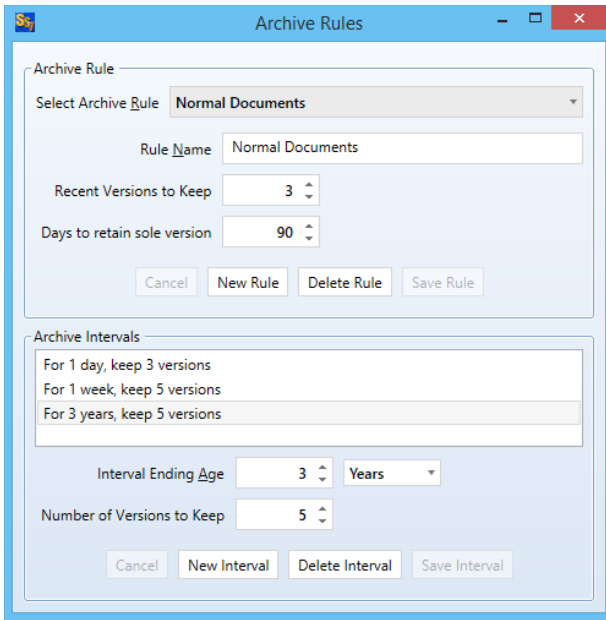 Archive Rules
Archive Rule
Select Archive Rule Normal Documents
Rule Name Normal Documents
Recent Versions to Keep 3
Days to retain sole version 90
Cancel New Rule Delete Rule Save Rule
Archive Intervals
For 1 day, keep 3 versions
For 1 week, keep 5 versions
For 3 years, keep 5 versions
Interval Ending Age 3 Years
Number of Versions to Keep 5
Cancel New Interval Delete Interval Save Interval